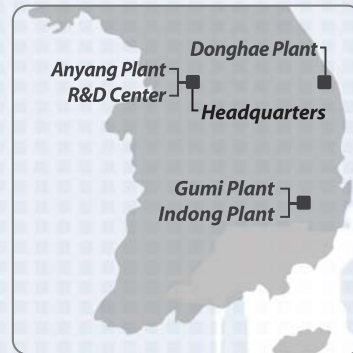 Donghae Plant
Anyang Plant
R&D Center
Headquarters
Gumi Plant
Indong Plant